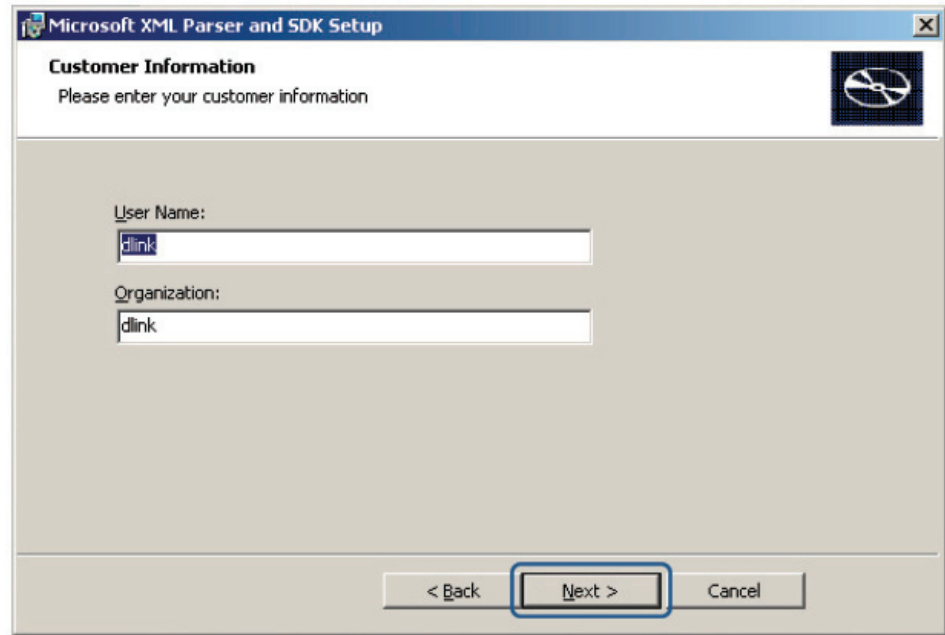 Microsoft XML Parser and SDK Setup
Customer Information
Please enter your customer information
User Name:
dlink
Organization:
dlink
< Back Next > Cancel